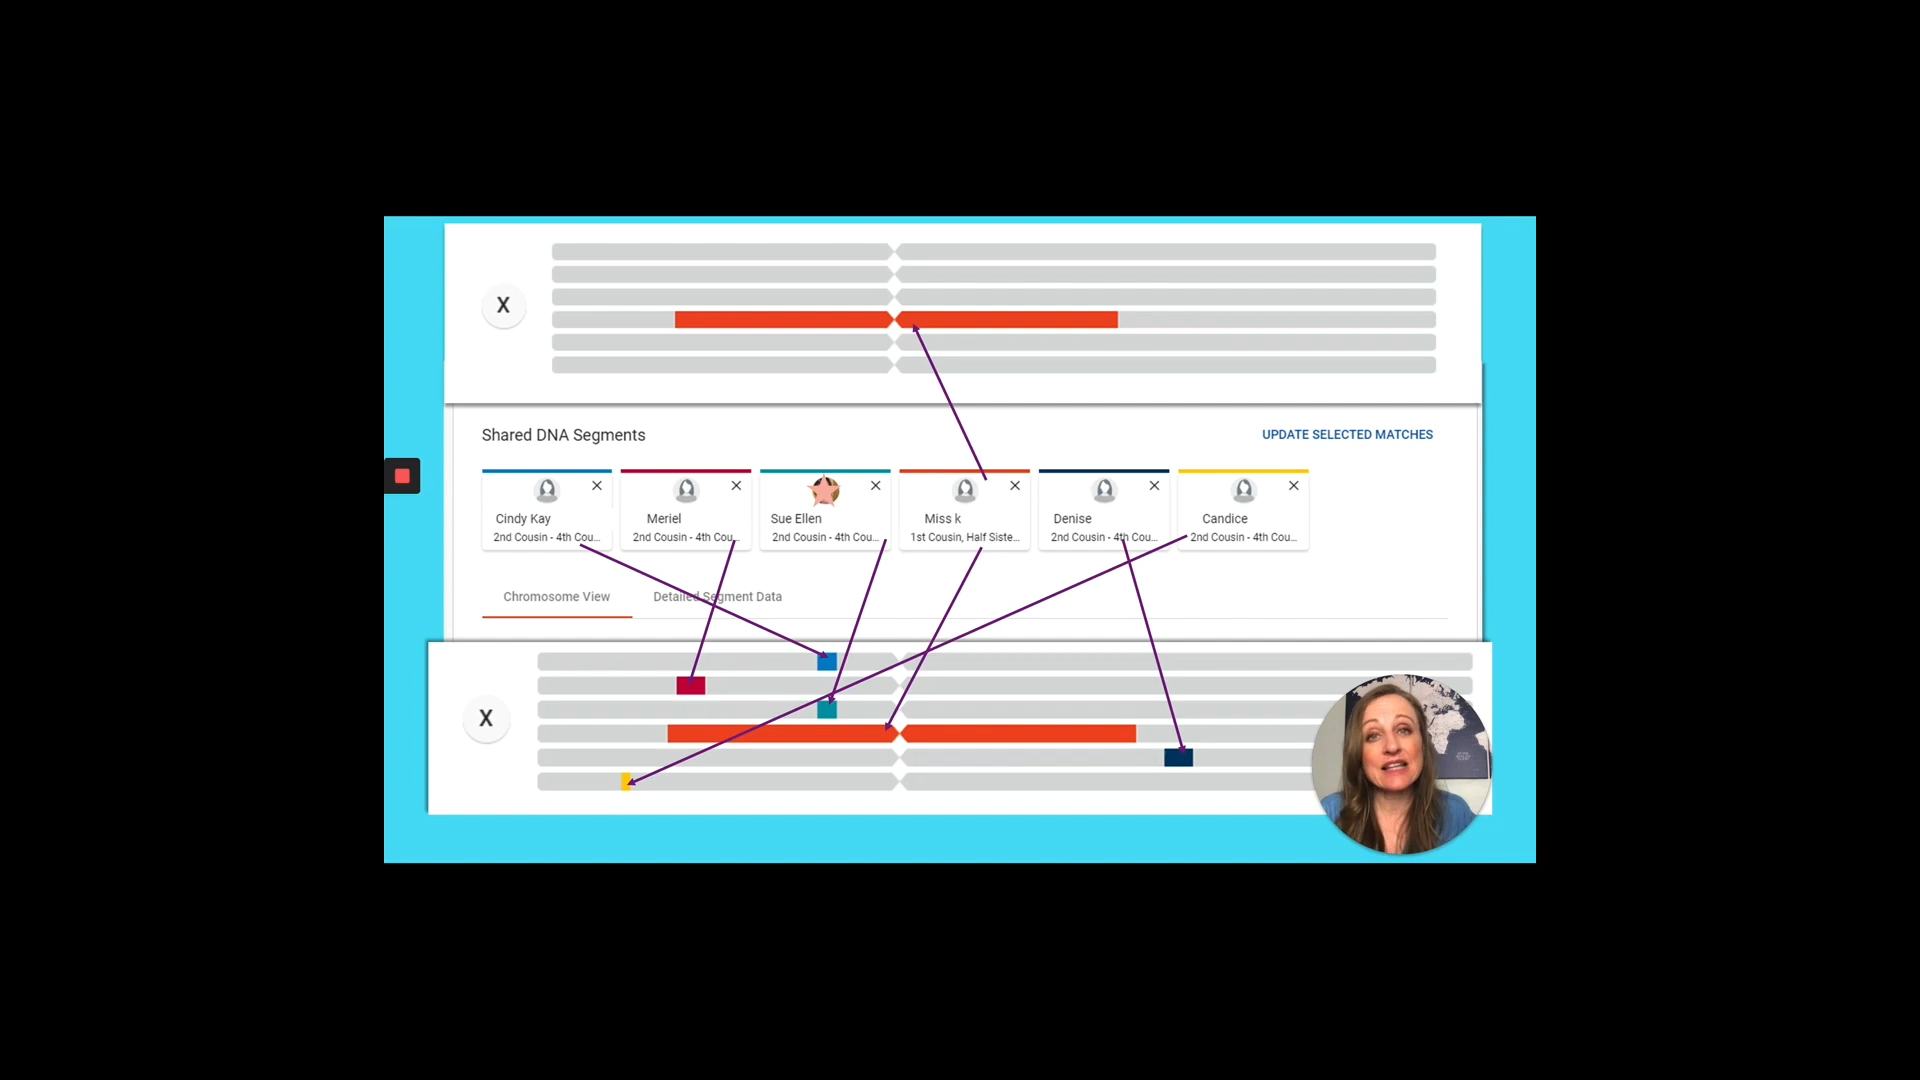 X
Shared DNA Segments
UPDATE SELECTED MATCHES
Cindy Kay
2nd Cousin - 4th Cou...
Meriel
2nd Cousin - 4th Cou...
Sue Ellen
2nd Cousin - 4th Cou...
Miss k
1st Cousin, Half Siste...
Denise
2nd Cousin - 4th Cou...
Candice
2nd Cousin - 4th Cou...
Chromosome View
Detailed Segment Data
X